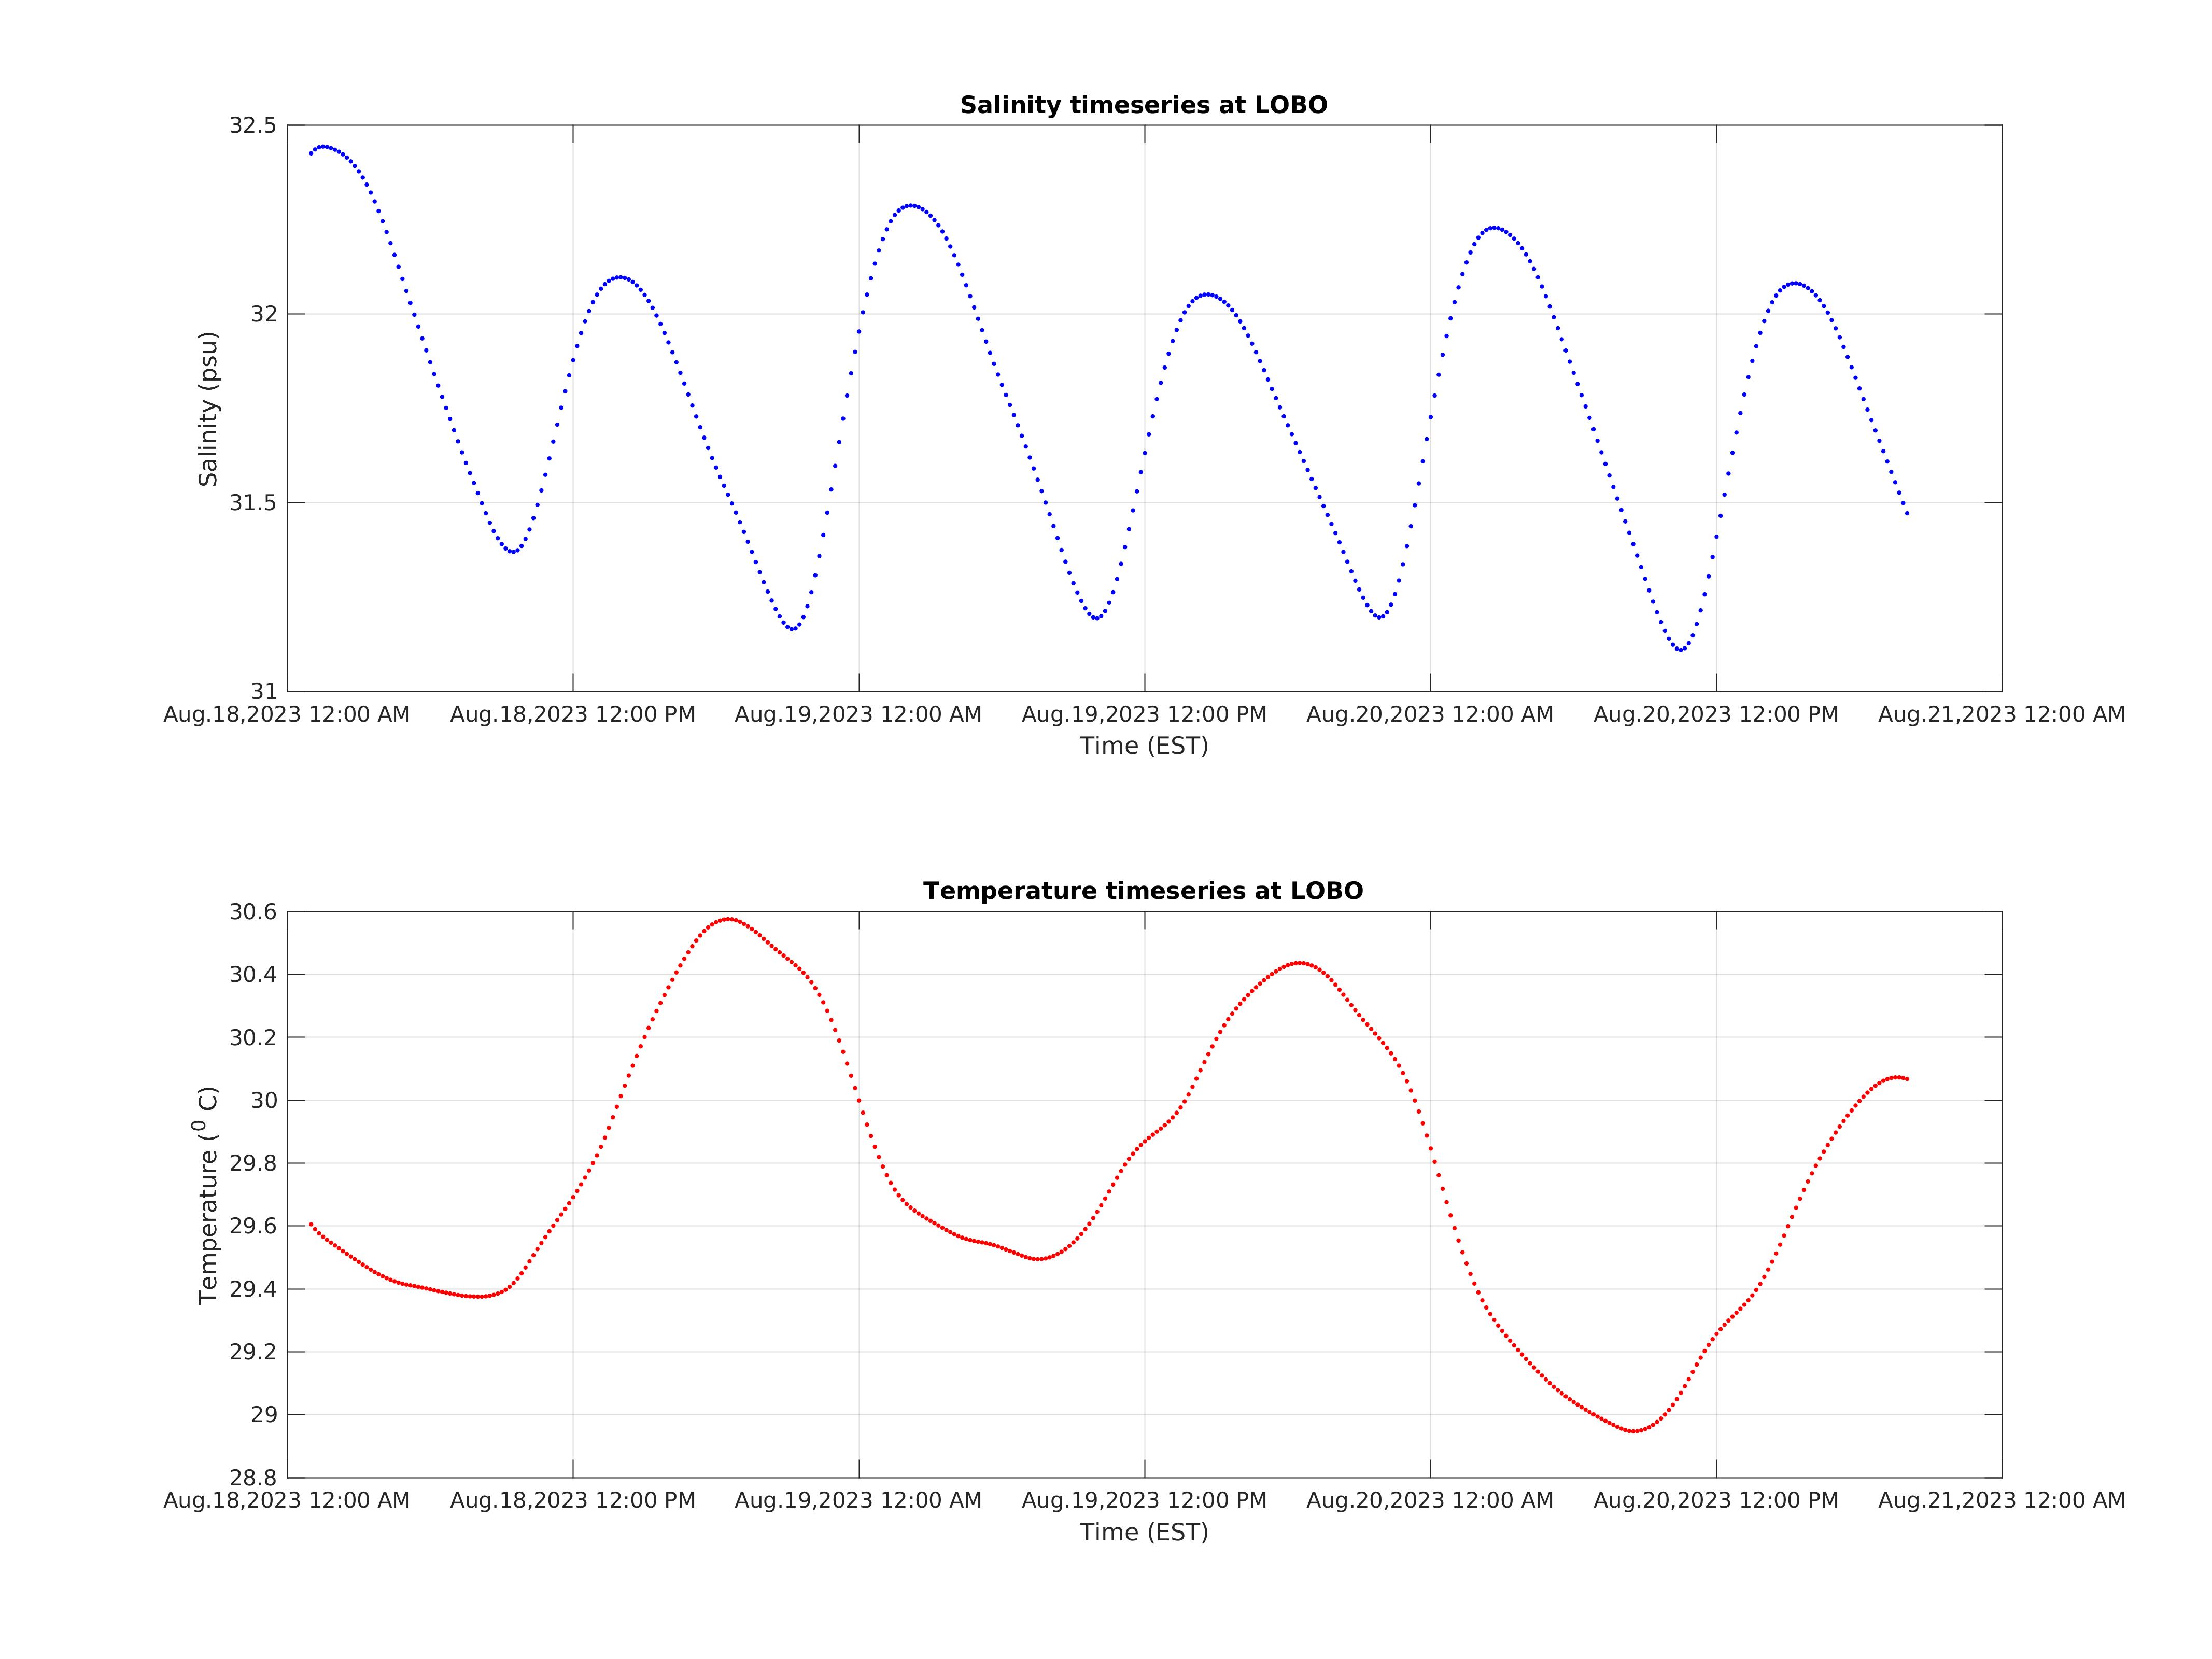 Salinity timeseries at LOBO
32.5
32
31.5
31
Salinity (psu)
Aug.18,2023 12:00 AM Aug.18,2023 12:00 PM Aug.19,2023 12:00 AM Aug.19,2023 12:00 PM Aug.20,2023 12:00 AM Aug.20,2023 12:00 PM Aug.21,2023 12:00 AM
Time (EST)
Temperature timeseries at LOBO
30.6
30.4
30.2
30
29.8
29.6
29.4
29.2
29
28.8
Temperature (⁰ C)
Aug.18,2023 12:00 AM Aug.18,2023 12:00 PM Aug.19,2023 12:00 AM Aug.19,2023 12:00 PM Aug.20,2023 12:00 AM Aug.20,2023 12:00 PM Aug.21,2023 12:00 AM
Time (EST)